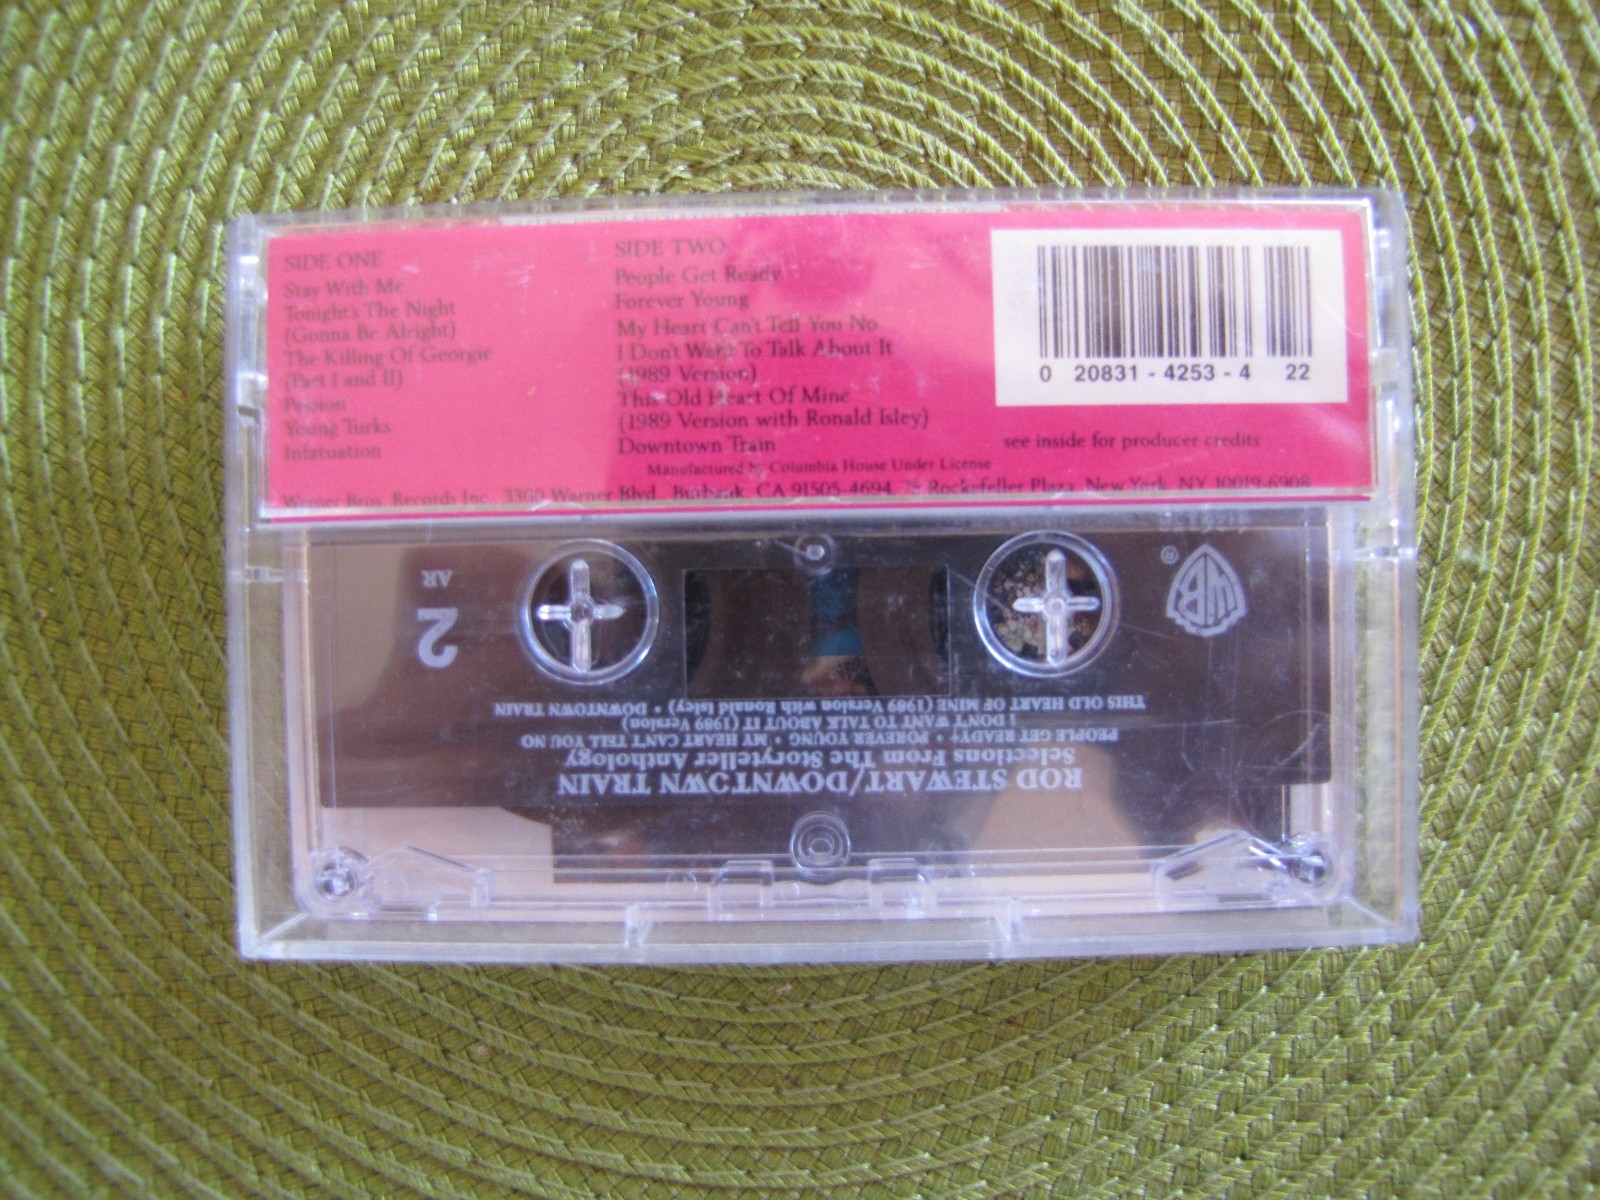 SIDE ONE
Stay With Me
Tonight's The Night
(Gonna Be Alright)
The Killing Of Georgie
(Part I and II)
Passion
Young Turks
Infatuation
SIDE TWO
People Get Ready
Forever Young
My Heart Can't Tell You No
I Don't Want To Talk About It
(1989 Version)
This Old Heart Of Mine
(1989 Version with Ronald Isley)
Downtown Train
0 20831 - 4253 - 4 22
see inside for producer credits
Manufactured by Columbia House Under License
Warner Bros. Records Inc. 3300 Warner Blvd., Burbank, CA 91505-4694 75 Rockefeller Plaza, New York, NY 10019-6908
ROD STEWART/DOWNTOWN TRAIN
Selections From The Storyteller Anthology
PEOPLE GET READY • FOREVER YOUNG • MY HEART CAN'T TELL YOU NO
I DON'T WANT TO TALK ABOUT IT (1989 Version)
THIS OLD HEART OF MINE (1989 Version with Ronald Isley) • DOWNTOWN TRAIN
2
AR
WB
®